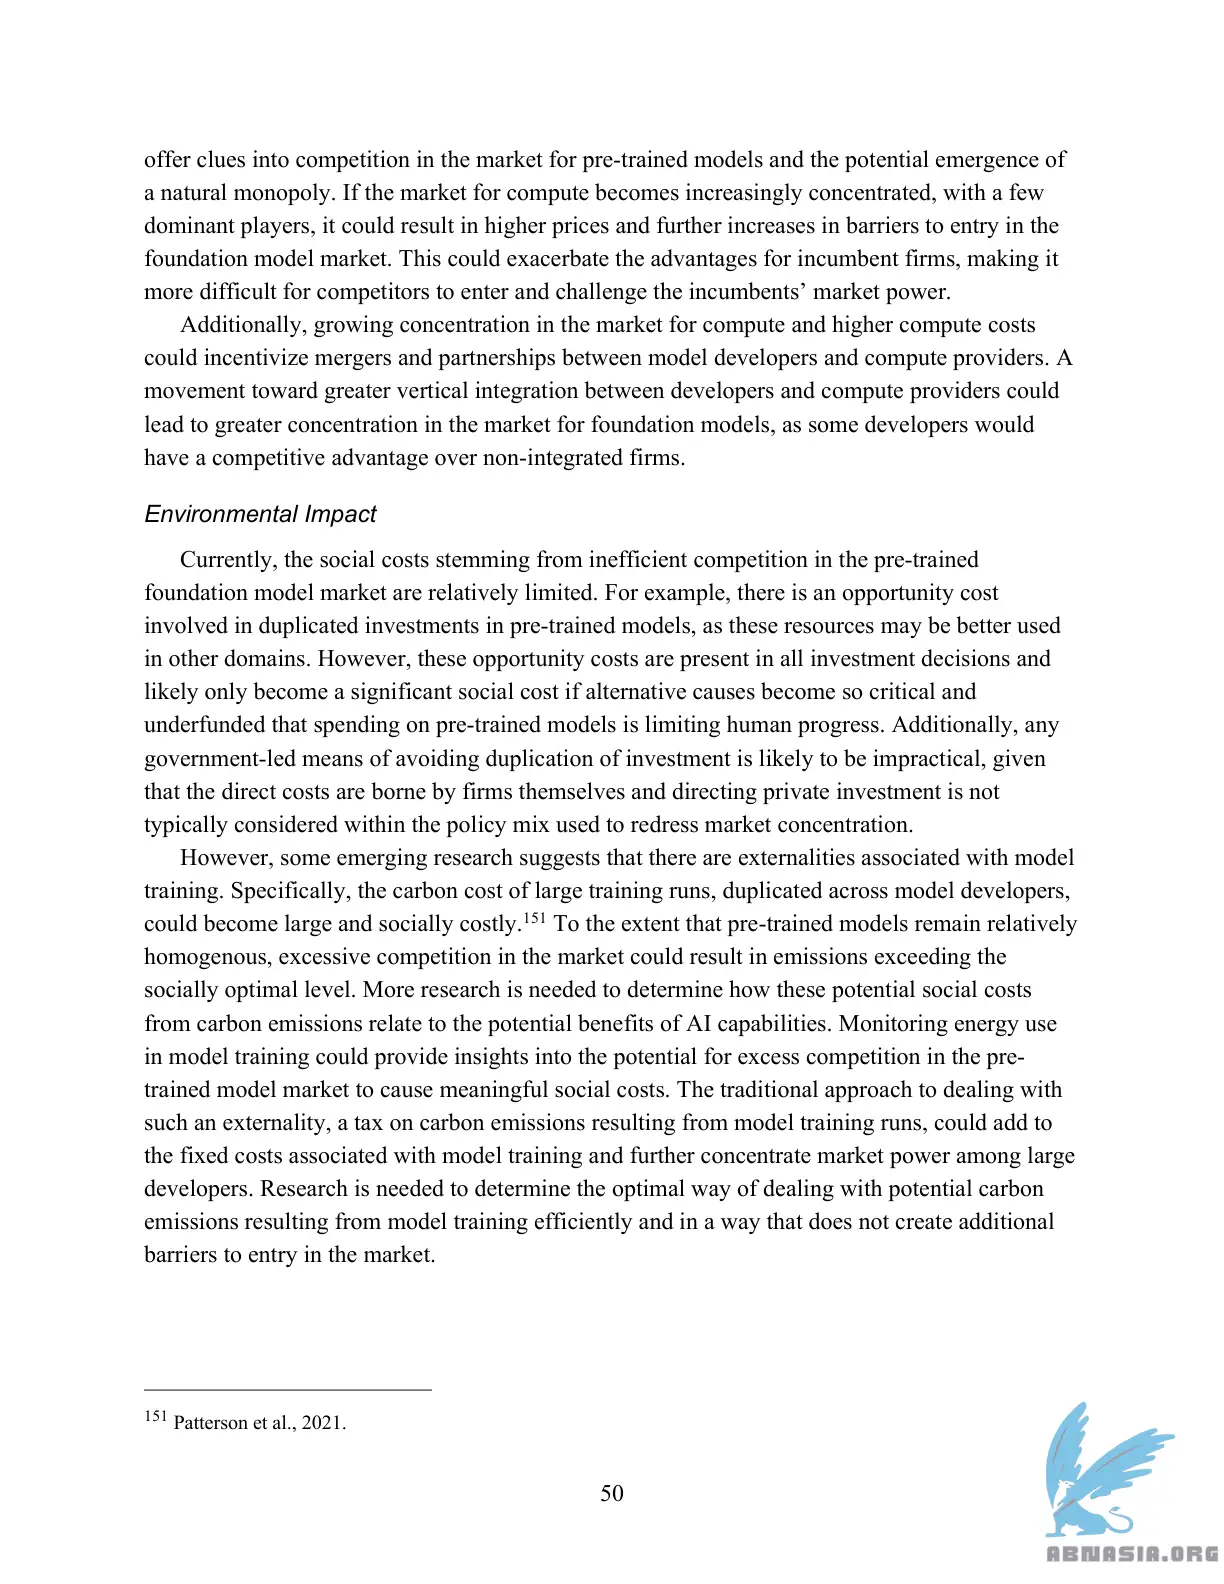 offer clues into competition in the market for pre-trained models and the potential emergence of
a natural monopoly. If the market for compute becomes increasingly concentrated, with a few
dominant players, it could result in higher prices and further increases in barriers to entry in the
foundation model market. This could exacerbate the advantages for incumbent firms, making it
more difficult for competitors to enter and challenge the incumbents’ market power.
Additionally, growing concentration in the market for compute and higher compute costs
could incentivize mergers and partnerships between model developers and compute providers. A
movement toward greater vertical integration between developers and compute providers could
lead to greater concentration in the market for foundation models, as some developers would
have a competitive advantage over non-integrated firms.
Environmental Impact
Currently, the social costs stemming from inefficient competition in the pre-trained
foundation model market are relatively limited. For example, there is an opportunity cost
involved in duplicated investments in pre-trained models, as these resources may be better used
in other domains. However, these opportunity costs are present in all investment decisions and
likely only become a significant social cost if alternative causes become so critical and
underfunded that spending on pre-trained models is limiting human progress. Additionally, any
government-led means of avoiding duplication of investment is likely to be impractical, given
that the direct costs are borne by firms themselves and directing private investment is not
typically considered within the policy mix used to redress market concentration.
However, some emerging research suggests that there are externalities associated with model
training. Specifically, the carbon cost of large training runs, duplicated across model developers,
could become large and socially costly.151 To the extent that pre-trained models remain relatively
homogenous, excessive competition in the market could result in emissions exceeding the
socially optimal level. More research is needed to determine how these potential social costs
from carbon emissions relate to the potential benefits of AI capabilities. Monitoring energy use
in model training could provide insights into the potential for excess competition in the pre-
trained model market to cause meaningful social costs. The traditional approach to dealing with
such an externality, a tax on carbon emissions resulting from model training runs, could add to
the fixed costs associated with model training and further concentrate market power among large
developers. Research is needed to determine the optimal way of dealing with potential carbon
emissions resulting from model training efficiently and in a way that does not create additional
barriers to entry in the market.
151 Patterson et al., 2021.
50
ABNASIA.ORG